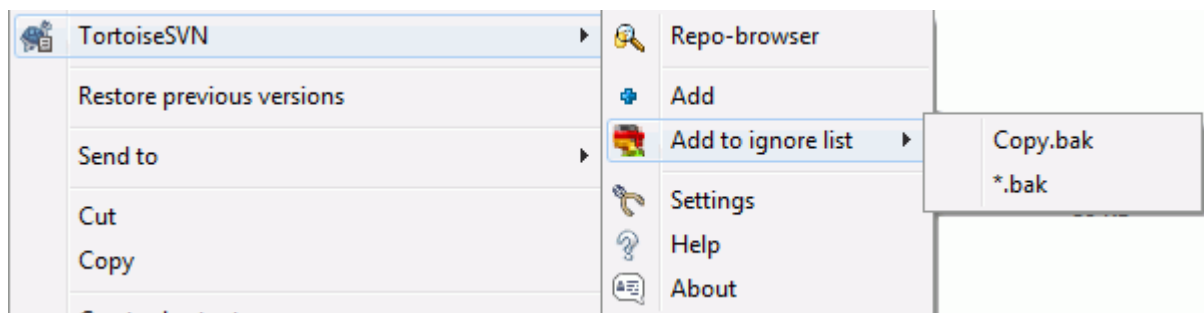 TortoiseSVN
Restore previous versions
Send to
Cut
Copy
Repo-browser
Add
Add to ignore list
Settings
Help
About
Copy.bak
*.bak